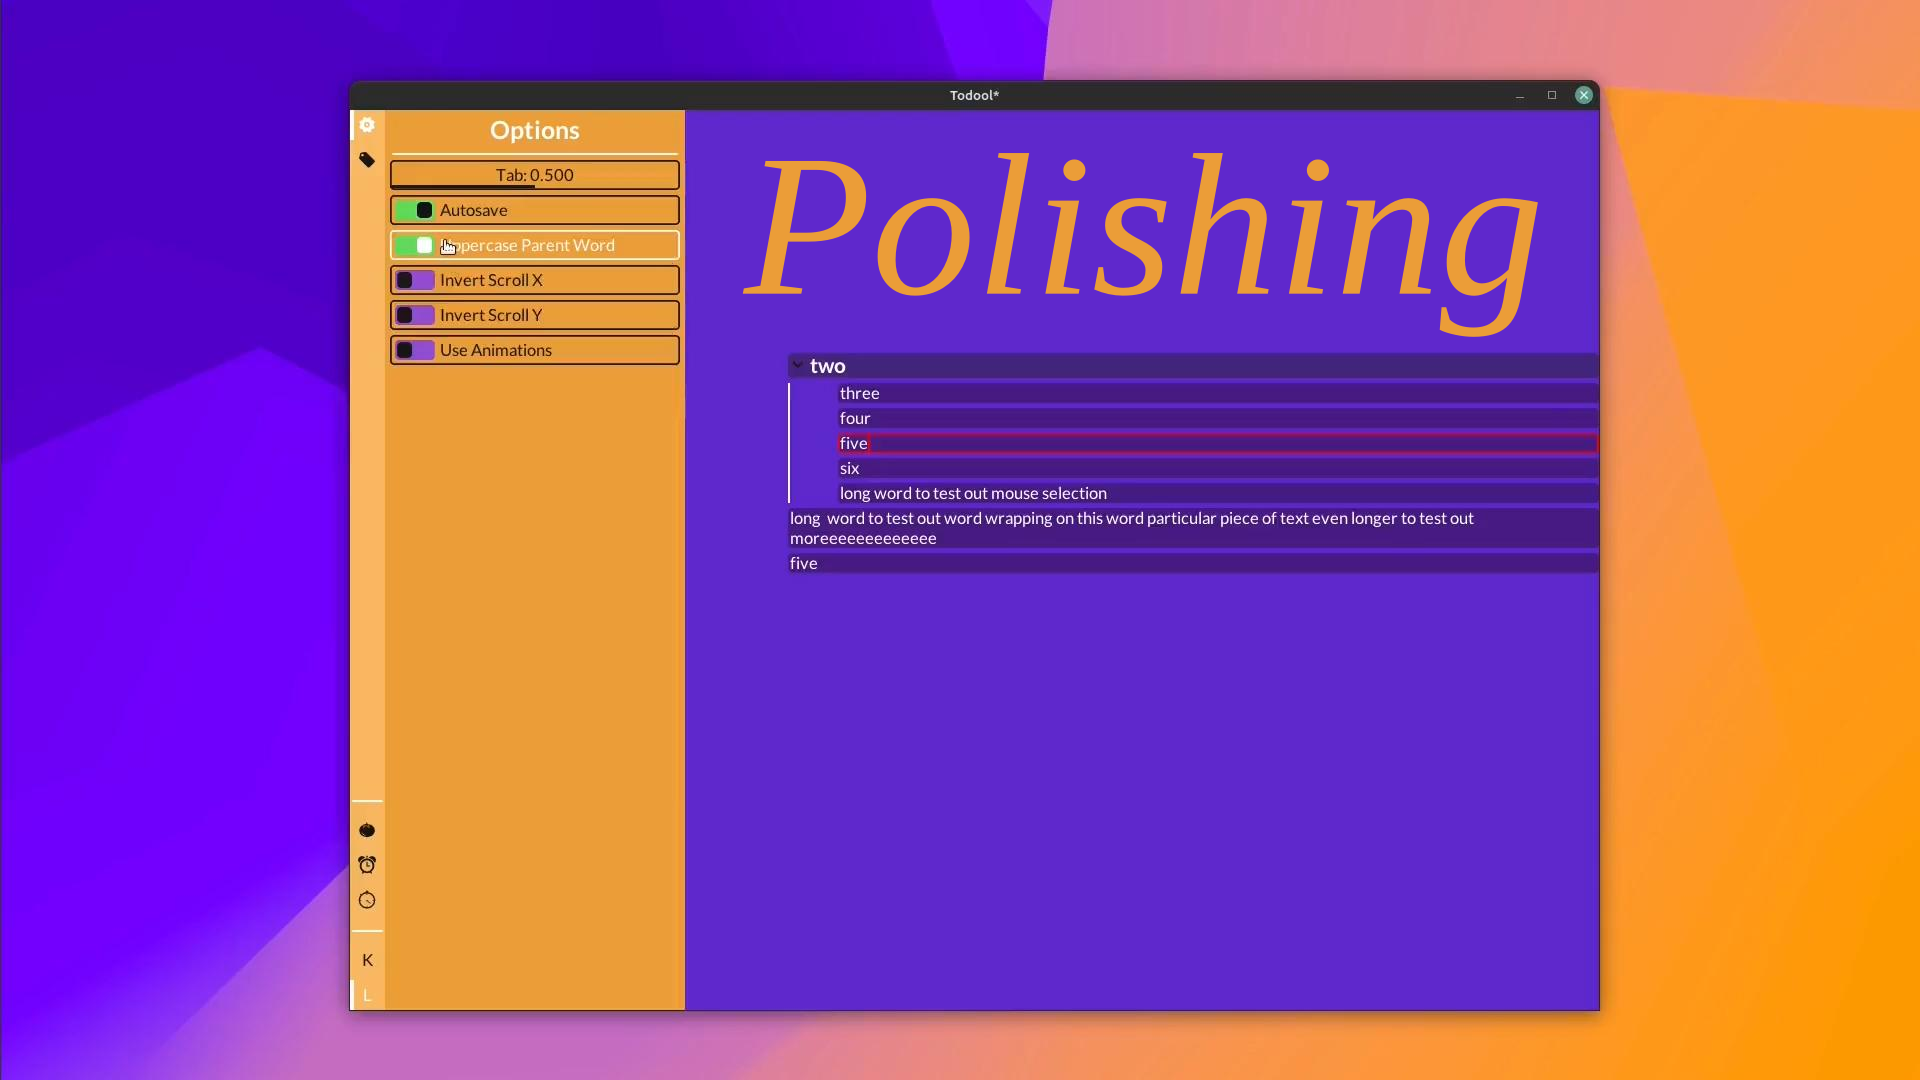 Todool*
Options
Tab: 0.500
Autosave
Uppercase Parent Word
Invert Scroll X
Invert Scroll Y
Use Animations
K
L
Polishing
two
three
four
five
six
long word to test out mouse selection
long  word to test out word wrapping on this word particular piece of text even longer to test out
moreeeeeeeeeeeee
five